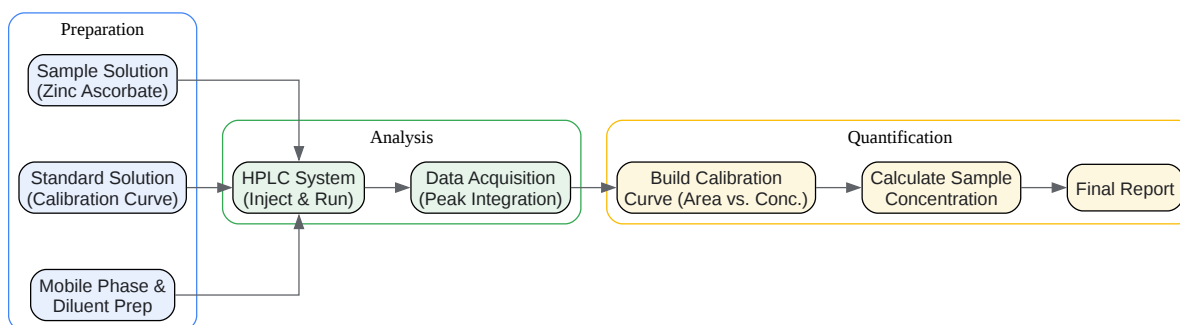 Preparation
Sample Solution
(Zinc Ascorbate)
Standard Solution
(Calibration Curve)
Mobile Phase &
Diluent Prep
Analysis
HPLC System
(Inject & Run)
Data Acquisition
(Peak Integration)
Quantification
Build Calibration
Curve (Area vs. Conc.)
Calculate Sample
Concentration
Final Report